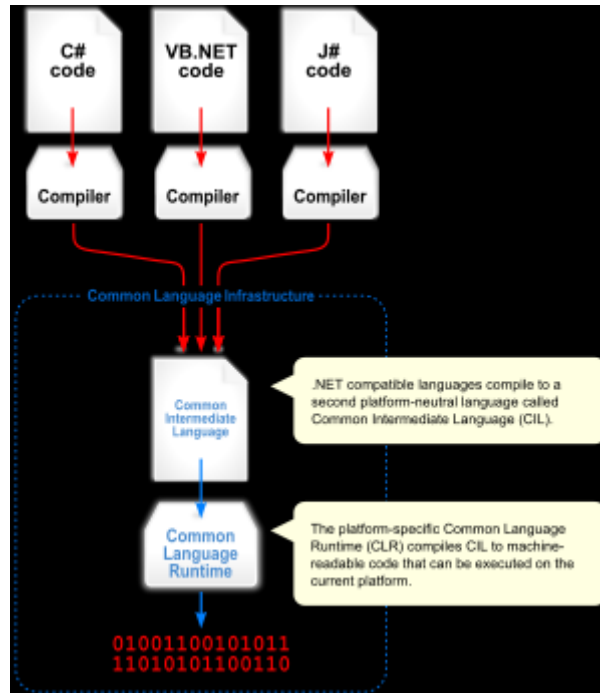 C#
code
VB.NET
code
J#
code
Compiler
Compiler
Compiler
Common Language Infrastructure
Common
Intermediate
Language
.NET compatible languages compile to a
second platform-neutral language called
Common Intermediate Language (CIL).
Common
Language
Runtime
The platform-specific Common Language
Runtime (CLR) compiles CIL to machine-
readable code that can be executed on the
current platform.
01001100101011
11010101100110